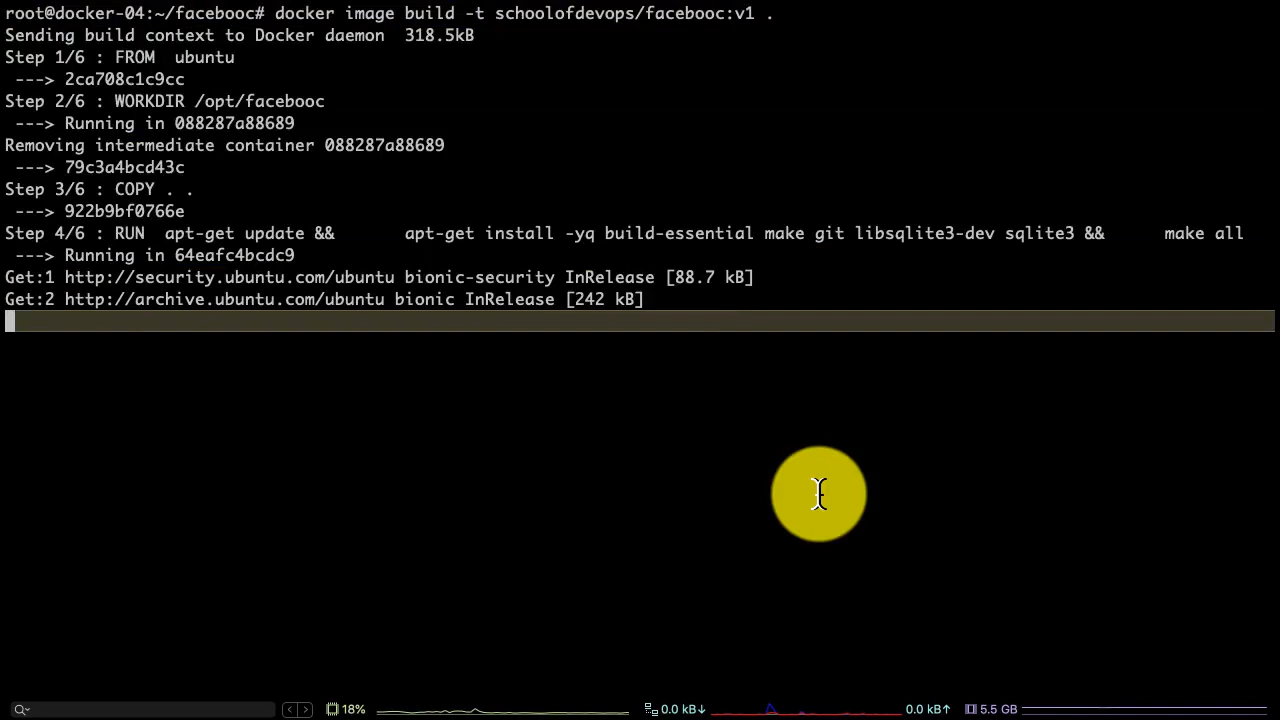 root@docker-04:~/facebooc# docker image build -t schoolofdevops/facebooc:v1 .
Sending build context to Docker daemon  318.5kB
Step 1/6 : FROM  ubuntu
 ---> 2ca708c1c9cc
Step 2/6 : WORKDIR /opt/facebooc
 ---> Running in 088287a88689
Removing intermediate container 088287a88689
 ---> 79c3a4bcd43c
Step 3/6 : COPY . .
 ---> 922b9bf0766e
Step 4/6 : RUN  apt-get update &&       apt-get install -yq build-essential make git libsqlite3-dev sqlite3 &&      make all
 ---> Running in 64eafc4bcdc9
Get:1 http://security.ubuntu.com/ubuntu bionic-security InRelease [88.7 kB]
Get:2 http://archive.ubuntu.com/ubuntu bionic InRelease [242 kB]
18% 0.0 kB↓ 0.0 kB↑ 5.5 GB